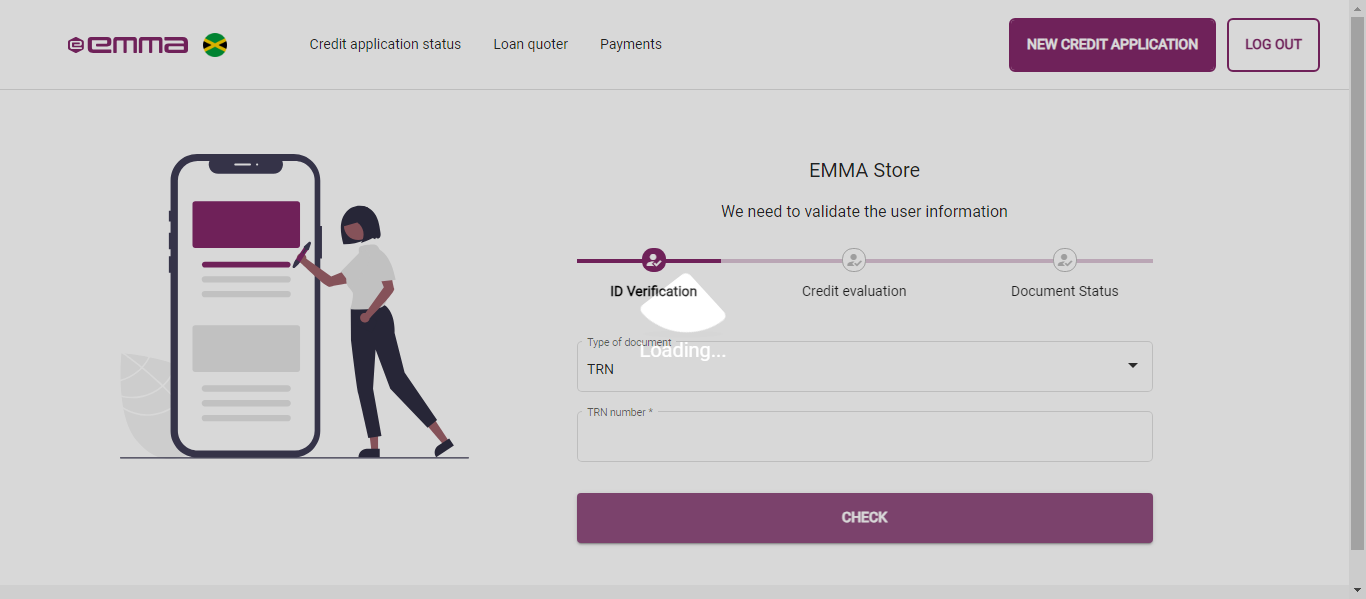 emma
Credit application status
Loan quoter
Payments
NEW CREDIT APPLICATION
LOG OUT
EMMA Store
We need to validate the user information
ID Verification
Credit evaluation
Document Status
Type of document
Loading...
TRN
TRN number *
CHECK